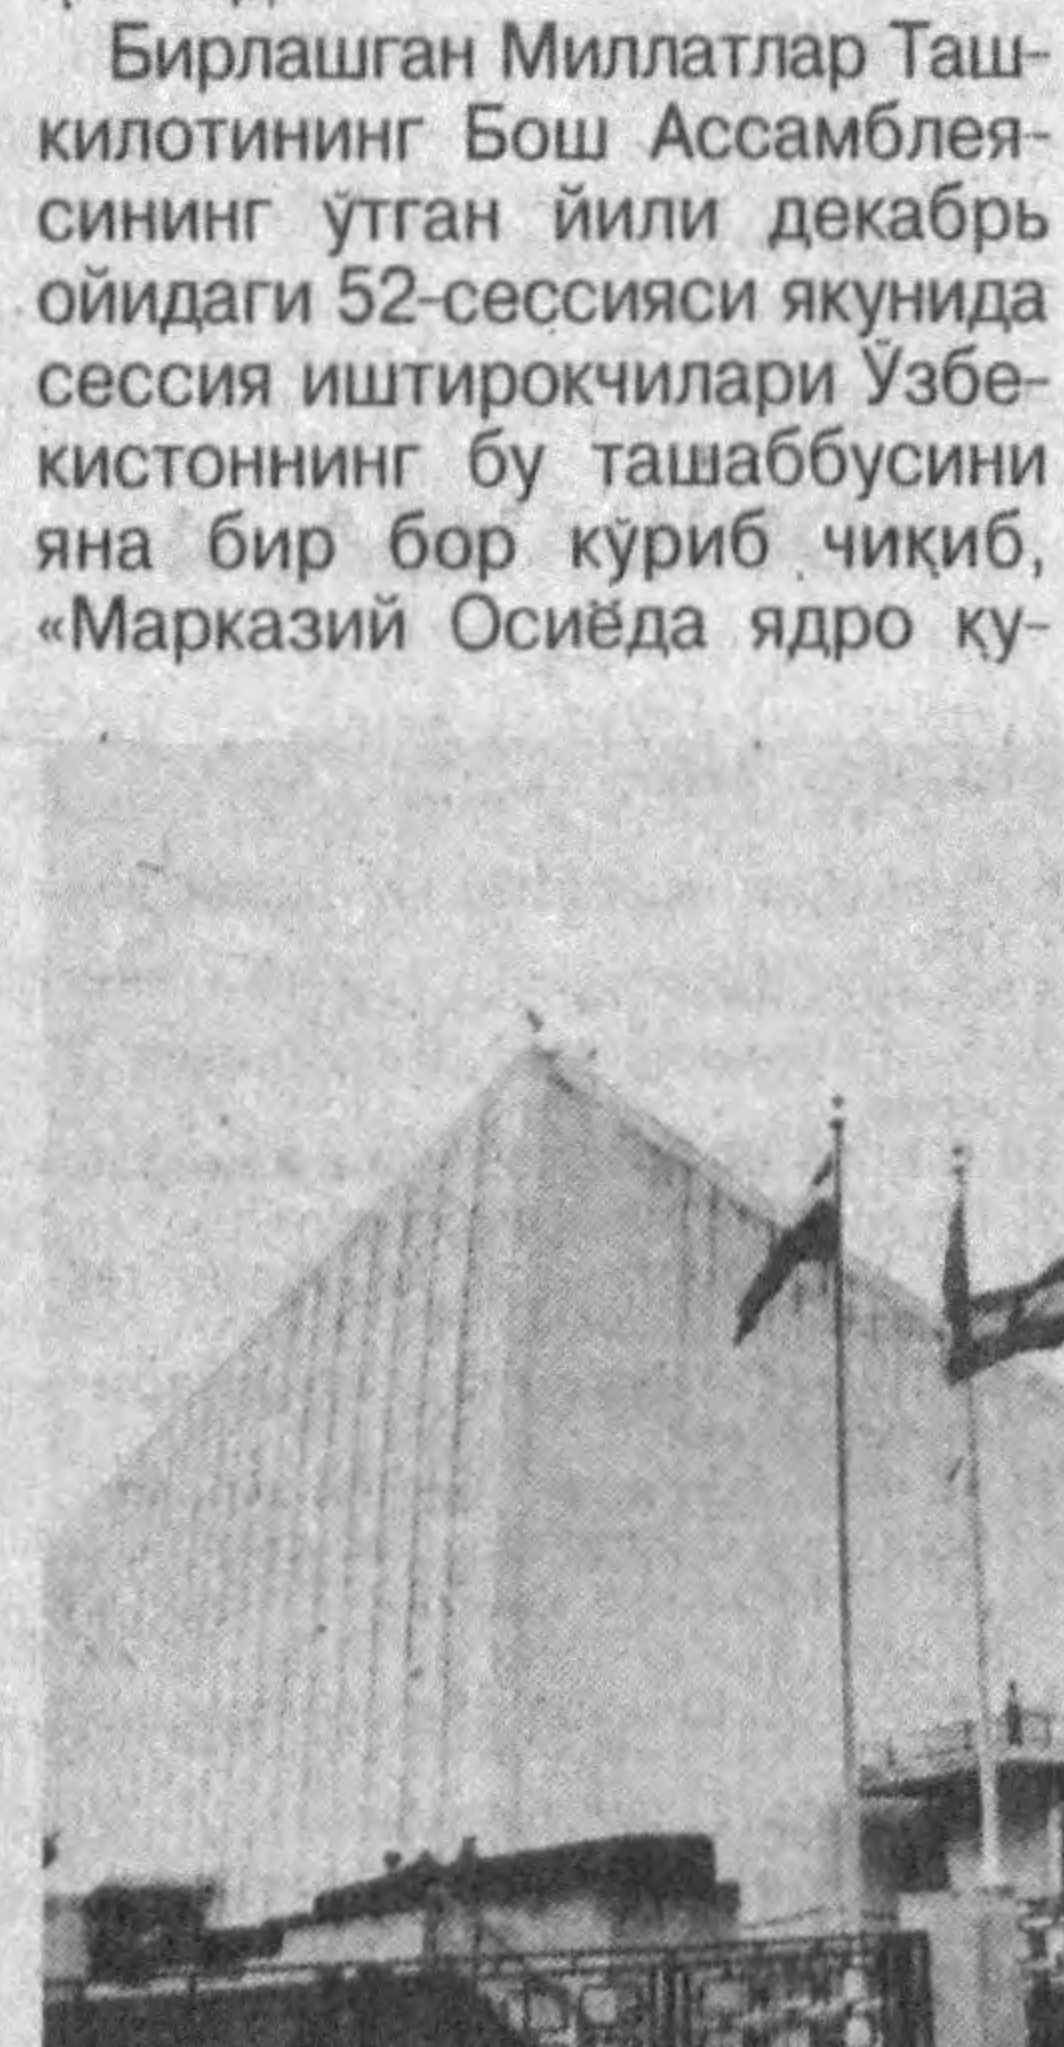 Бирлашган Миллатлар Таш-
килотининг Бош Ассамблея-
сининг ўтган йили декабрь
ойидаги 52-сессияси якунида
сессия иштирокчилари Ўзбе-
кистоннинг бу ташаббусини
яна бир бор кўриб чиқиб,
«Марказий Осиёда ядро қу-